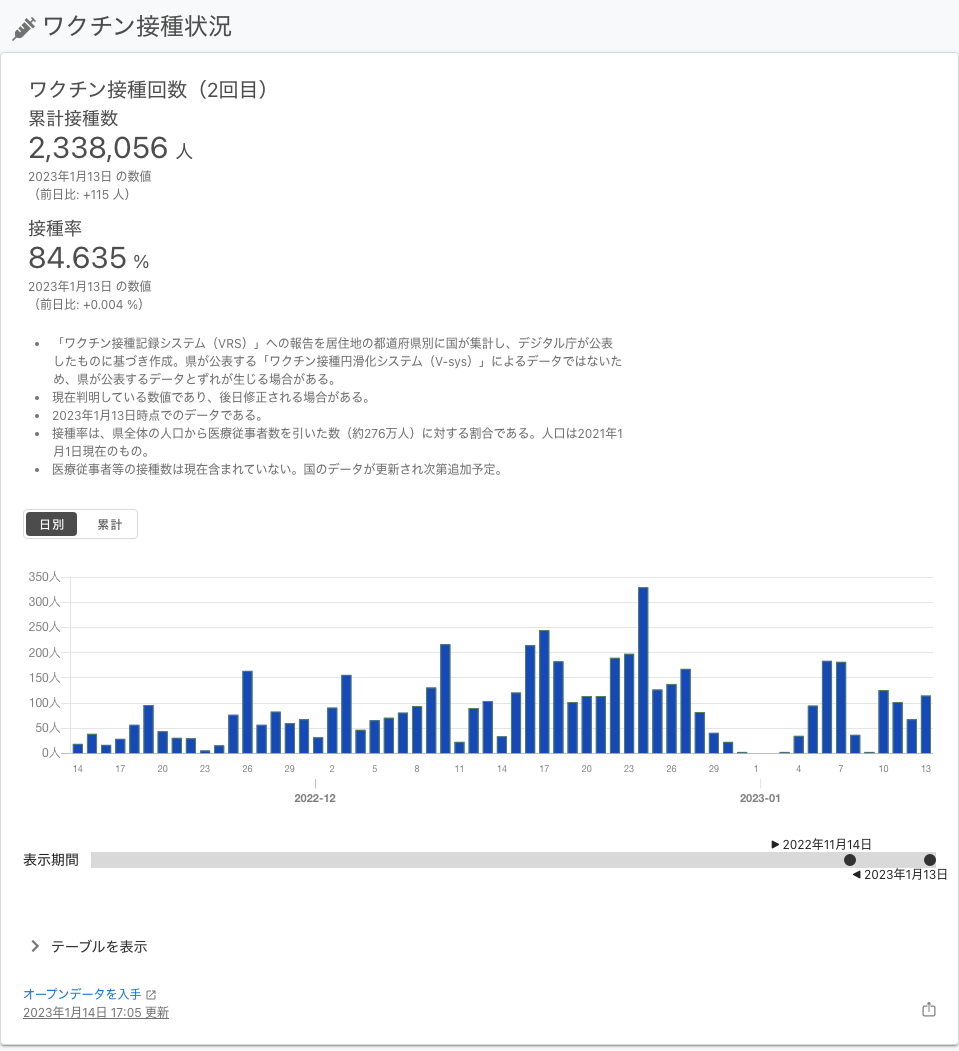 ワクチン接種状況
ワクチン接種回数（2回目）
累計接種数
2,338,056 人
2023年1月13日 の数値
（前日比: +115 人）
接種率
84.635 %
2023年1月13日 の数値
（前日比: +0.004 %）
• 「ワクチン接種記録システム（VRS）」への報告を居住地の都道府県別に国が集計し、デジタル庁が公表
したものに基づき作成。県が公表する「ワクチン接種円滑化システム（V-sys）」によるデータではないた
め、県が公表するデータとずれが生じる場合がある。
• 現在判明している数値であり、後日修正される場合がある。
• 2023年1月13日時点でのデータである。
• 接種率は、県全体の人口から医療従事者数を引いた数（約276万人）に対する割合である。人口は2021年1
月1日現在のもの。
• 医療従事者等の接種数は現在含まれていない。国のデータが更新され次第追加予定。
日別 累計
350人
300人
250人
200人
150人
100人
50人
0人
14 17 20 23 26 29 2 5 8 11 14 17 20 23 26 29 1 4 7 10 13
2022-12 2023-01
▶ 2022年11月14日
表示期間
◀ 2023年1月13日
テーブルを表示
オープンデータを入手
2023年1月14日 17:05 更新